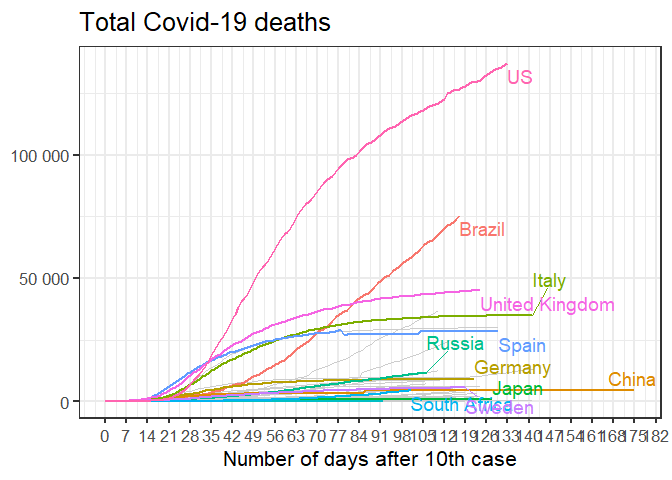 Total Covid-19 deaths
US
100 000
Brazil
Italy
50 000
United Kingdom
Russia
Spain
Germany
China
Japan
0
South Africa
Sweden
0 7 14 21 28 35 42 49 56 63 70 77 84 91 98 105 112 119 126 133 140 147 154 161 168 175 182
Number of days after 10th case